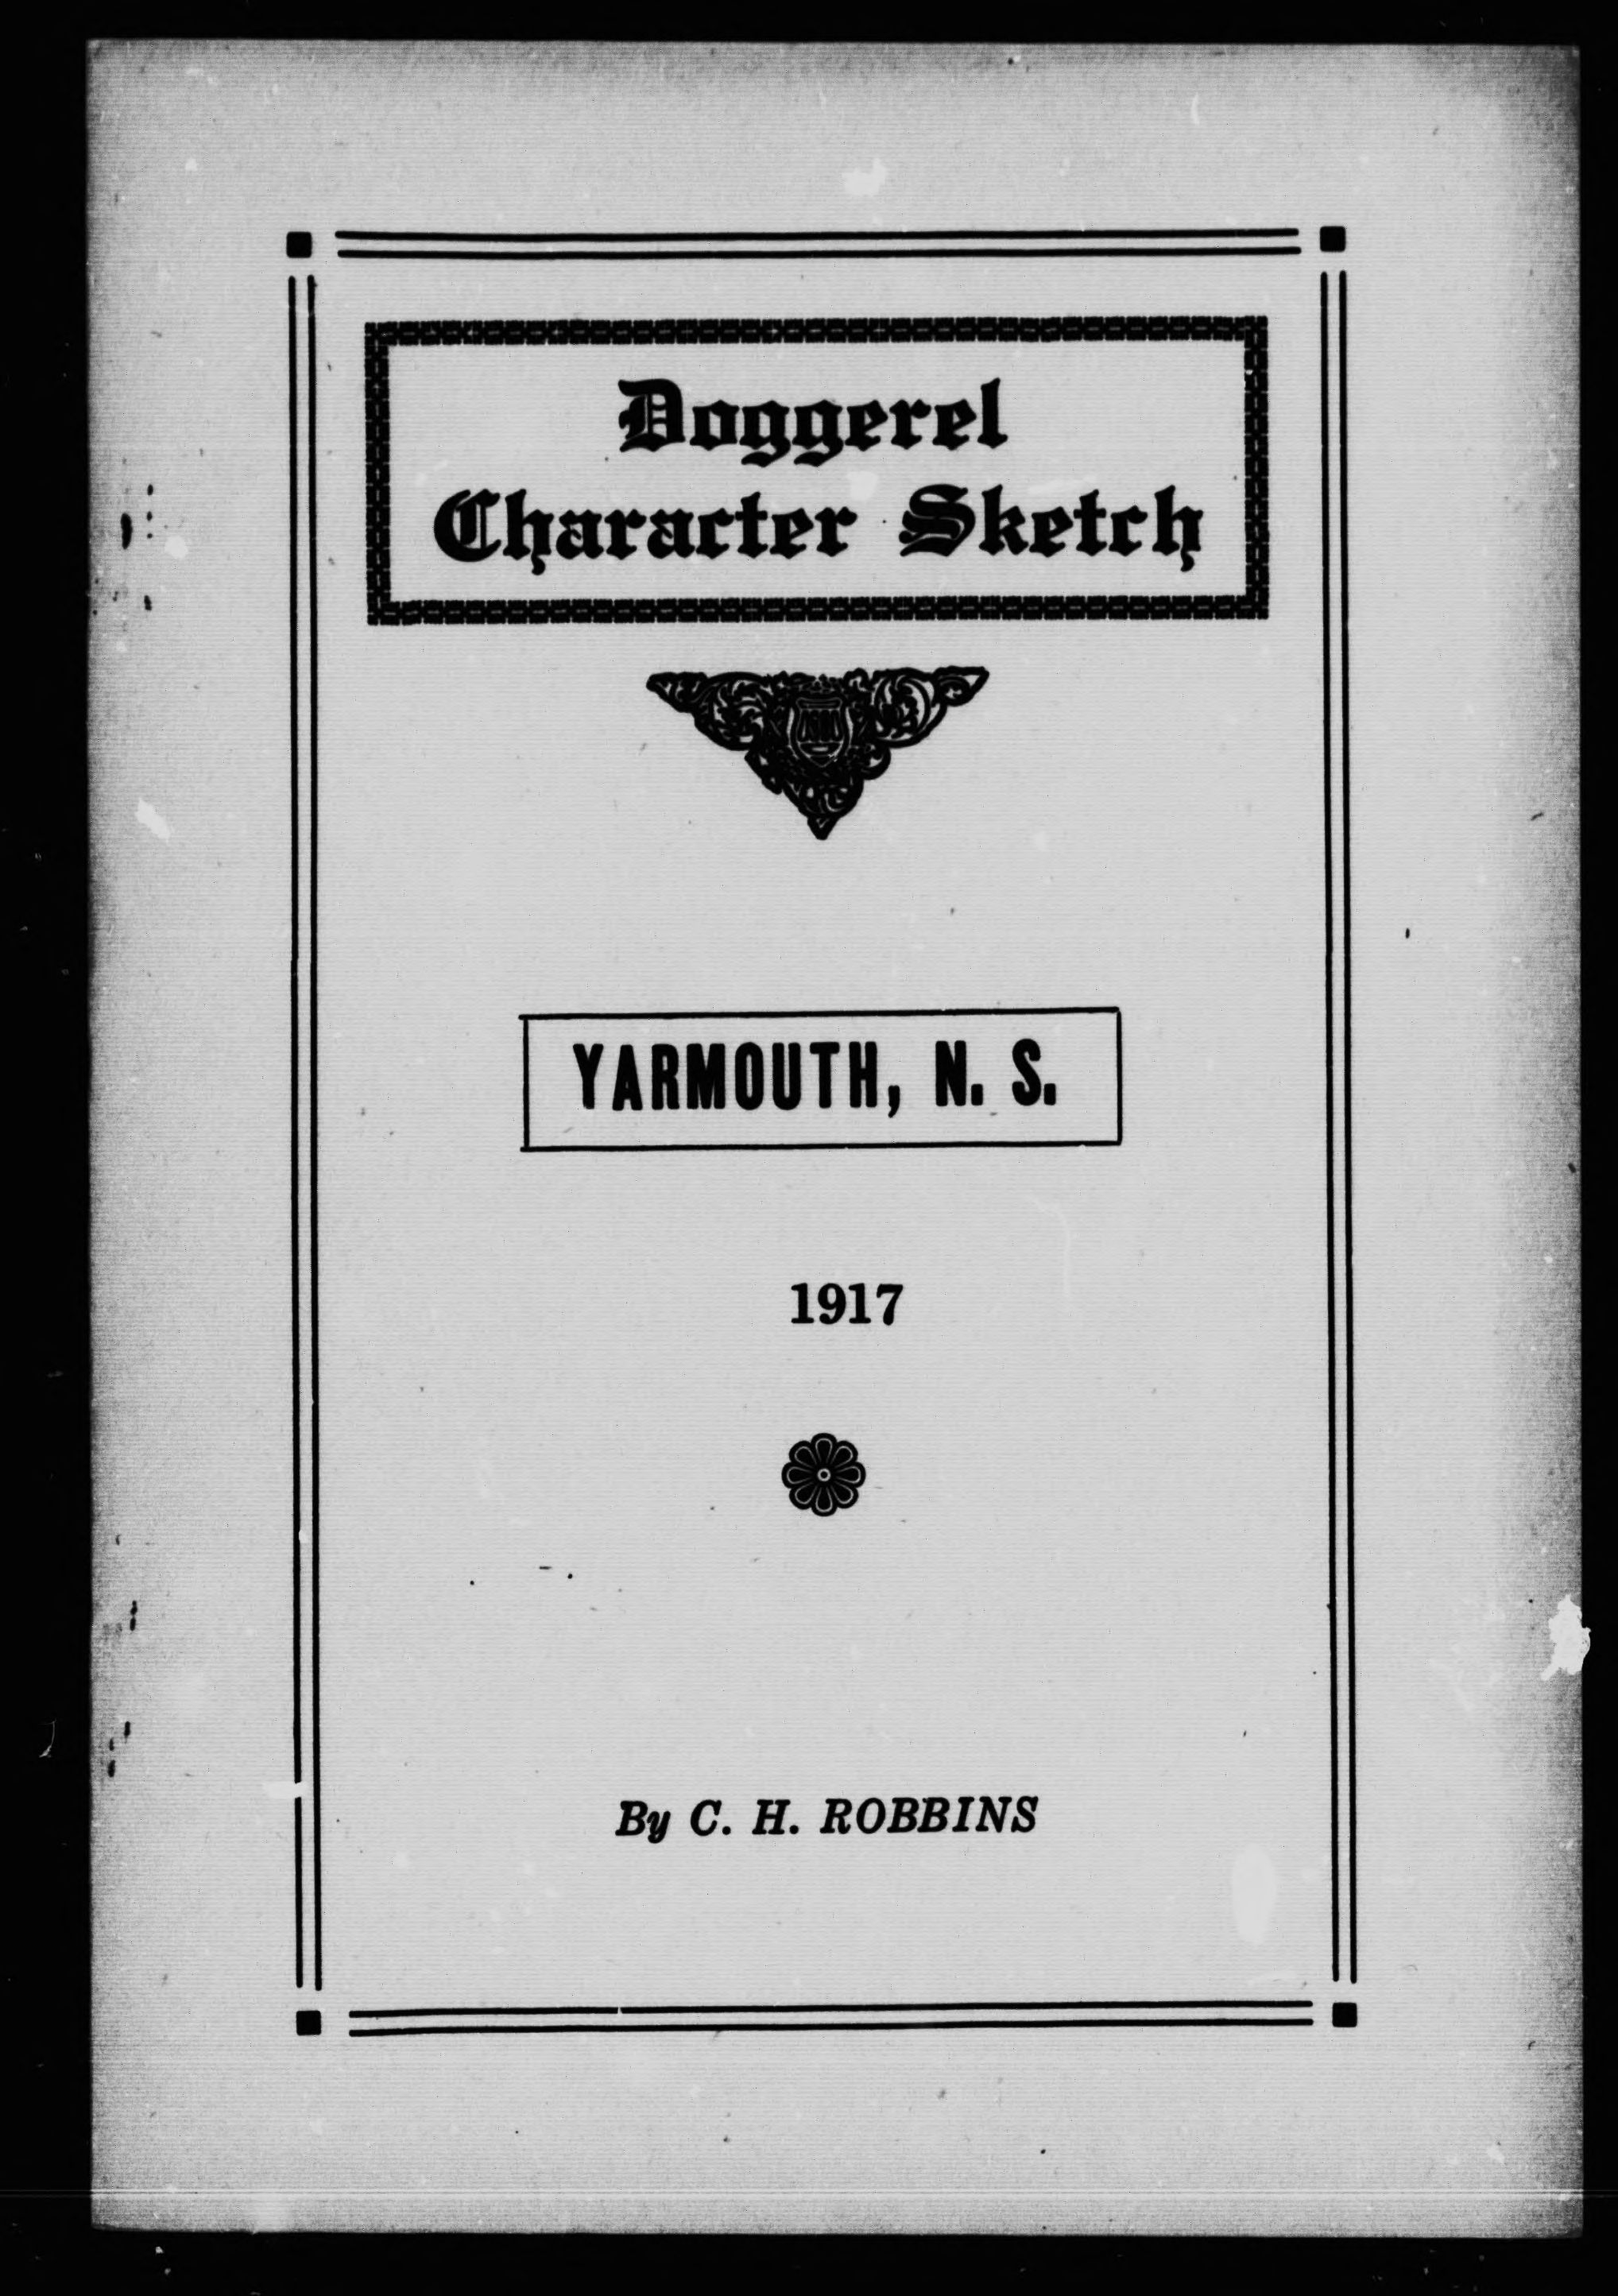 Doggerel
Character Sketch
YARMOUTH, N. S.
1917
By C. H. ROBBINS